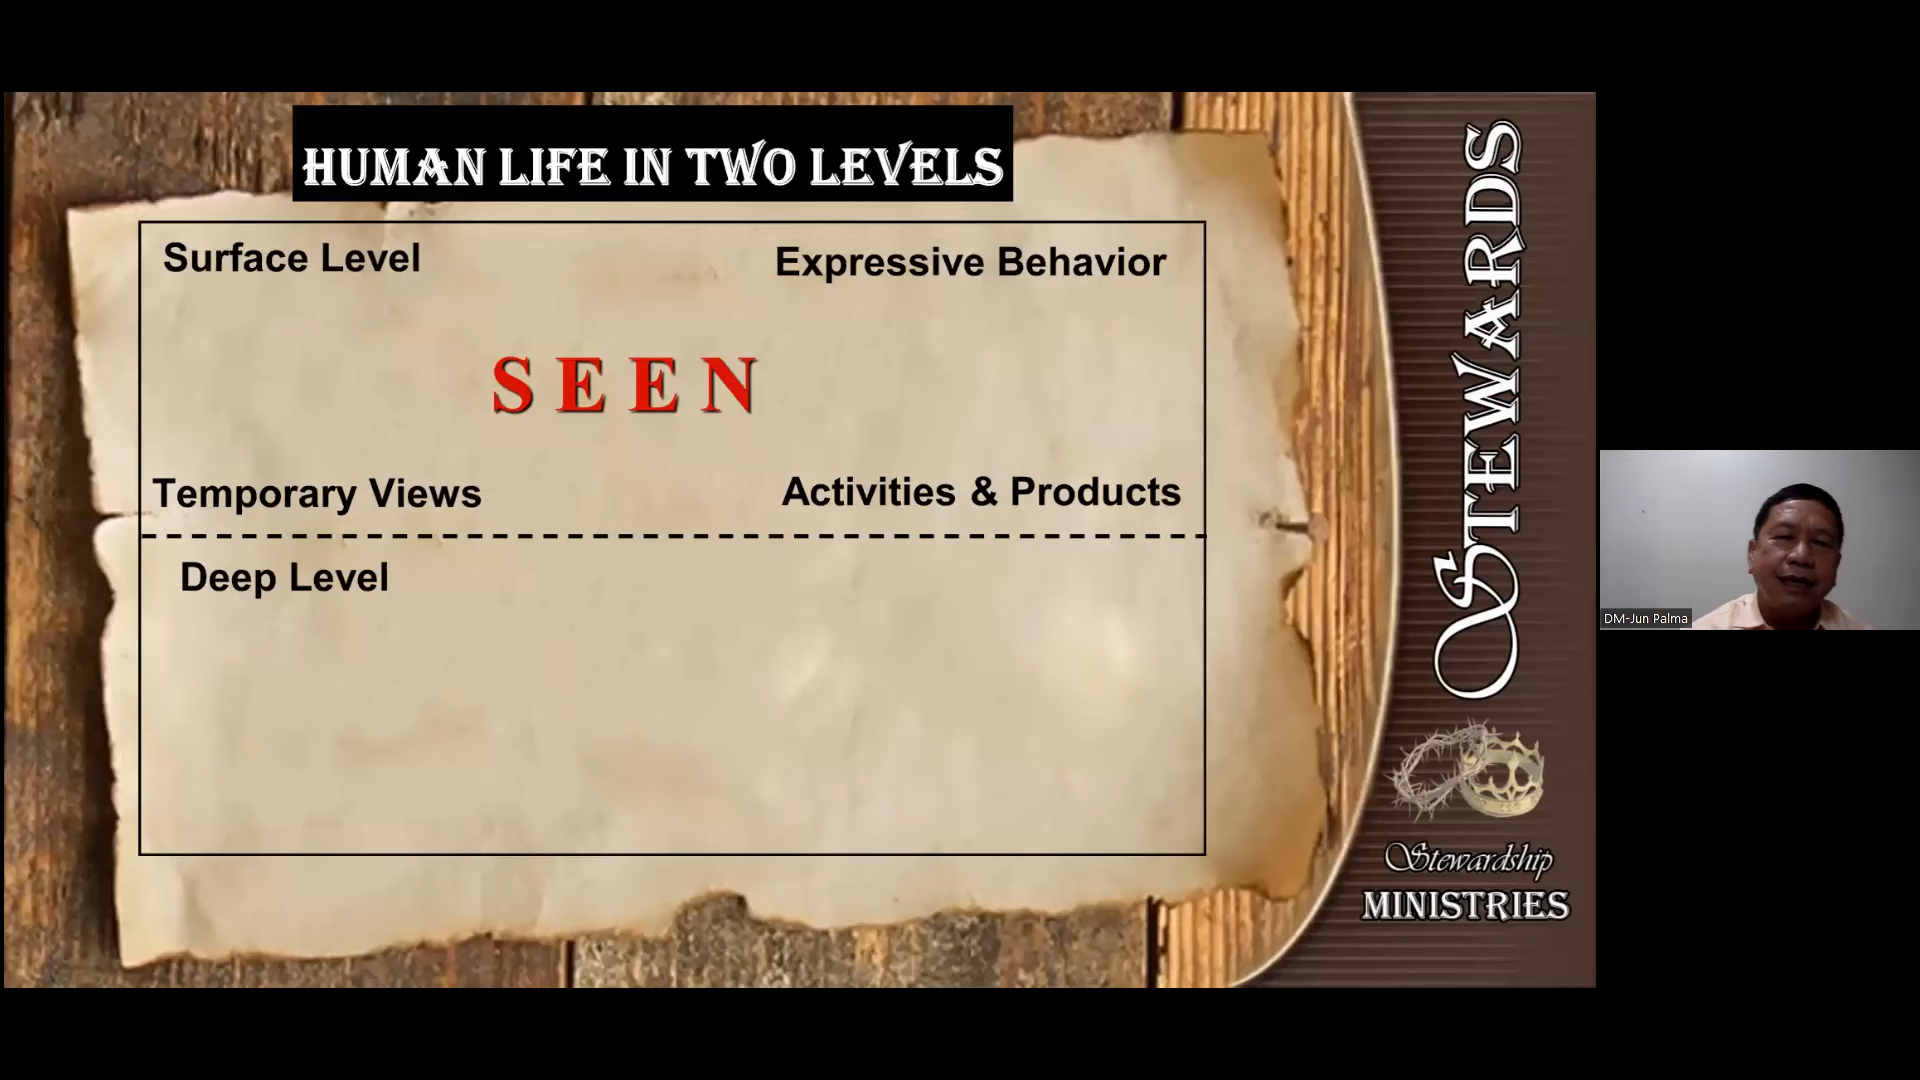 HUMAN LIFE IN TWO LEVELS
Surface Level
Expressive Behavior
S E E N
Temporary Views
Activities & Products
Deep Level
STEWARDS
Stewardship
MINISTRIES
DM-Jun Palma